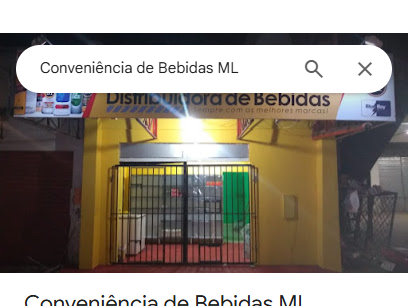 Conveniência de Bebidas ML
Distribuidora de Bebidas
sempre com as melhores marcas!
Conveniência de Bebidas ML